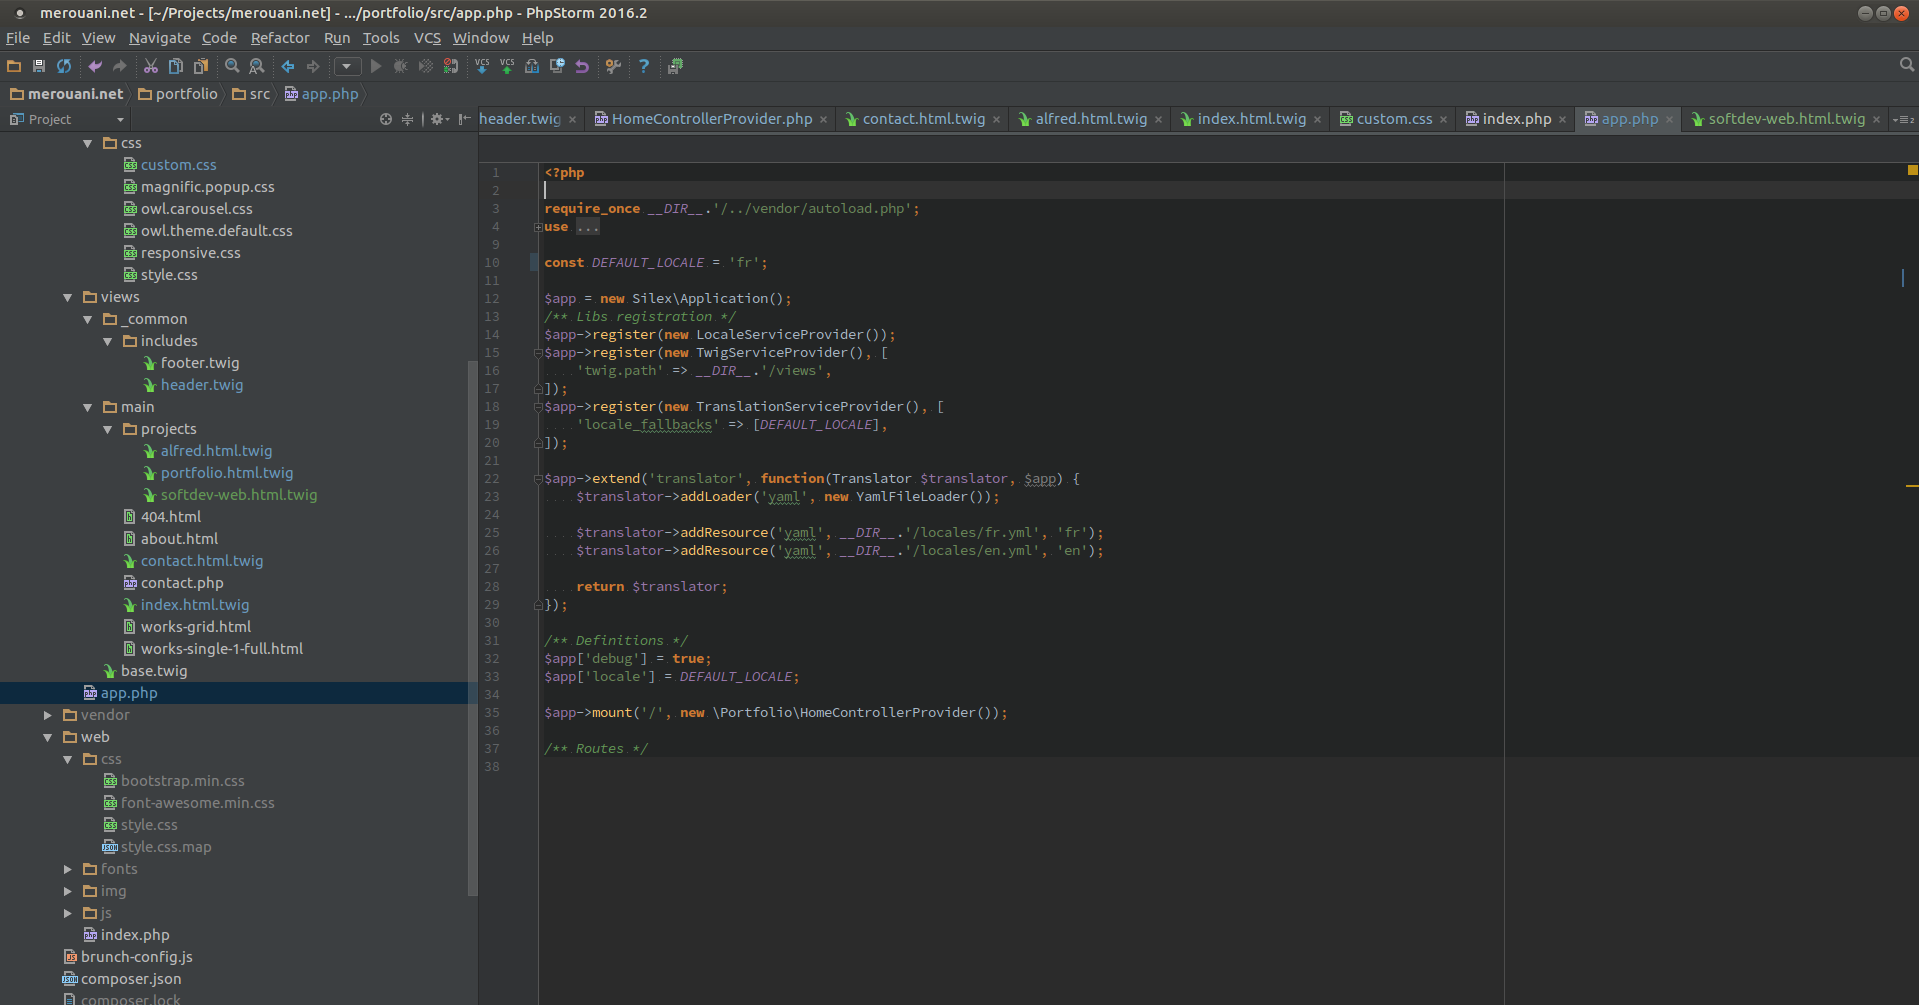 merouani.net - [~/Projects/merouani.net] - .../portfolio/src/app.php - PhpStorm 2016.2
File Edit View Navigate Code Refactor Run Tools VCS Window Help
VCS VCS ?
merouani.net portfolio src app.php
Project
header.twig HomeControllerProvider.php contact.html.twig alfred.html.twig index.html.twig custom.css index.php app.php softdev-web.html.twig
css
custom.css
magnific.popup.css
owl.carousel.css
owl.theme.default.css
responsive.css
style.css
views
_common
includes
footer.twig
header.twig
main
projects
alfred.html.twig
portfolio.html.twig
softdev-web.html.twig
404.html
about.html
contact.html.twig
contact.php
index.html.twig
works-grid.html
works-single-1-full.html
base.twig
app.php
vendor
web
css
bootstrap.min.css
font-awesome.min.css
style.css
style.css.map
fonts
img
js
index.php
brunch-config.js
composer.json
composer.lock
1 <?php
2
3 require_once __DIR__.'/../vendor/autoload.php';
4 use ...
9
10 const DEFAULT_LOCALE = 'fr';
11
12 $app = new Silex\Application();
13 /** Libs registration */
14 $app->register(new LocaleServiceProvider());
15 $app->register(new TwigServiceProvider(), [
16 'twig.path' => __DIR__.'/views',
17 ]);
18 $app->register(new TranslationServiceProvider(), [
19 'locale_fallbacks' => [DEFAULT_LOCALE],
20 ]);
21
22 $app->extend('translator', function(Translator $translator, $app) {
23 $translator->addLoader('yaml', new YamlFileLoader());
24
25 $translator->addResource('yaml', __DIR__.'/locales/fr.yml', 'fr');
26 $translator->addResource('yaml', __DIR__.'/locales/en.yml', 'en');
27
28 return $translator;
29 });
30
31 /** Definitions */
32 $app['debug'] = true;
33 $app['locale'] = DEFAULT_LOCALE;
34
35 $app->mount('/', new \Portfolio\HomeControllerProvider());
36
37 /** Routes */
38